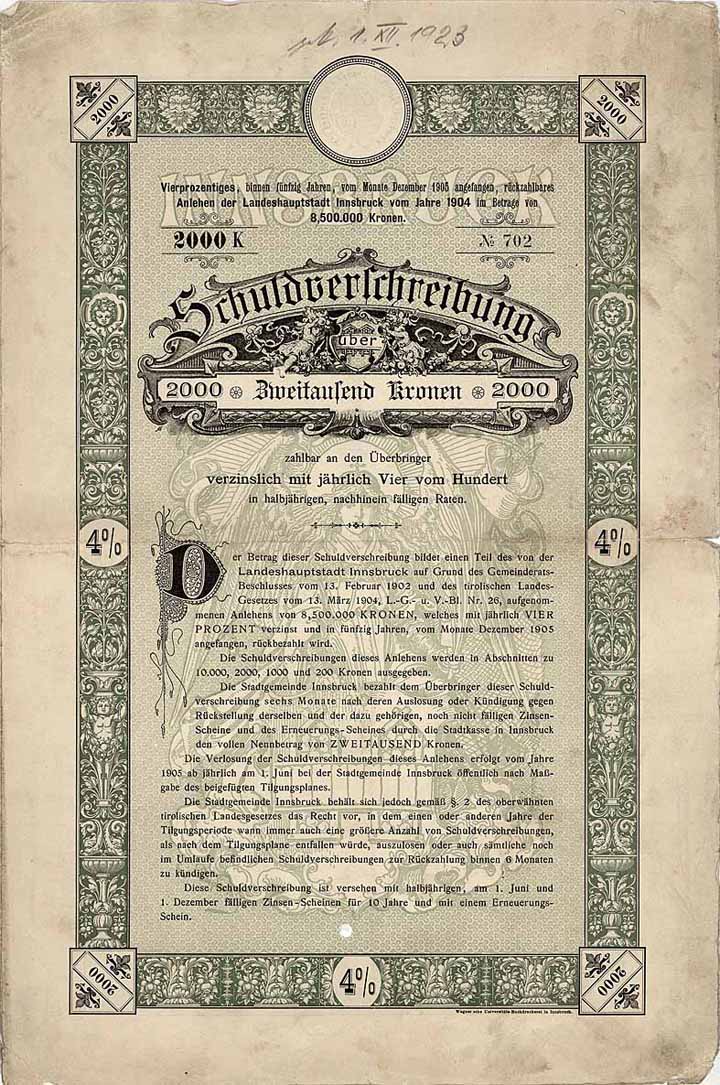 1. XII. 1923
2000
2000
INNSBRUCK
Vierprozentiges, binnen fünfzig Jahren, vom Monate Dezember 1905 angefangen, rückzahlbares
Anlehen der Landeshauptstadt Innsbruck vom Jahre 1904 im Betrage von
8,500.000 Kronen.
2000 K
№ 702
Schuldverschreibung
über
2000 Zweitausend Kronen 2000
zahlbar an den Überbringer
verzinslich mit jährlich Vier vom Hundert
in halbjährigen, nachhinein fälligen Raten.
4%
4%
Der Betrag dieser Schuldverschreibung bildet einen Teil des von der
Landeshauptstadt Innsbruck auf Grund des Gemeinderats-
Beschlusses vom 13. Februar 1902 und des tirolischen Landes-
Gesetzes vom 13. März 1904, L.-G.- u. V.-Bl. Nr. 26, aufgenom-
menen Anlehens von 8,500.000 KRONEN, welches mit jährlich VIER
PROZENT verzinst und in fünfzig Jahren, vom Monate Dezember 1905
angefangen, rückbezahlt wird.
Die Schuldverschreibungen dieses Anlehens werden in Abschnitten zu
10.000, 2000, 1000 und 200 Kronen ausgegeben.
Die Stadtgemeinde Innsbruck bezahlt dem Überbringer dieser Schuld-
verschreibung sechs Monate nach deren Auslosung oder Kündigung gegen
Rückstellung derselben und der dazu gehörigen, noch nicht fälligen Zinsen-
Scheine und des Erneuerungs-Scheines durch die Stadtkasse in Innsbruck
den vollen Nennbetrag von ZWEITAUSEND Kronen.
Die Verlosung der Schuldverschreibungen dieses Anlehens erfolgt vom Jahre
1905 ab jährlich am 1. Juni bei der Stadtgemeinde Innsbruck öffentlich nach Maß-
gabe des beigefügten Tilgungsplanes.
Die Stadtgemeinde Innsbruck behält sich jedoch gemäß §. 2 des oberwähnten
tirolischen Landesgesetzes das Recht vor, in dem einen oder anderen Jahre der
Tilgungsperiode wann immer auch eine größere Anzahl von Schuldverschreibungen,
als nach dem Tilgungsplane entfallen würde, auszulosen oder auch sämtliche noch
im Umlaufe befindlichen Schuldverschreibungen zur Rückzahlung binnen 6 Monaten
zu kündigen.
Diese Schuldverschreibung ist versehen mit halbjährigen, am 1. Juni und
1. Dezember fälligen Zinsen-Scheinen für 10 Jahre und mit einem Erneuerungs-
Schein.
2000
4%
2000
Wagner'sche Universitäts-Buchdruckerei in Innsbruck.